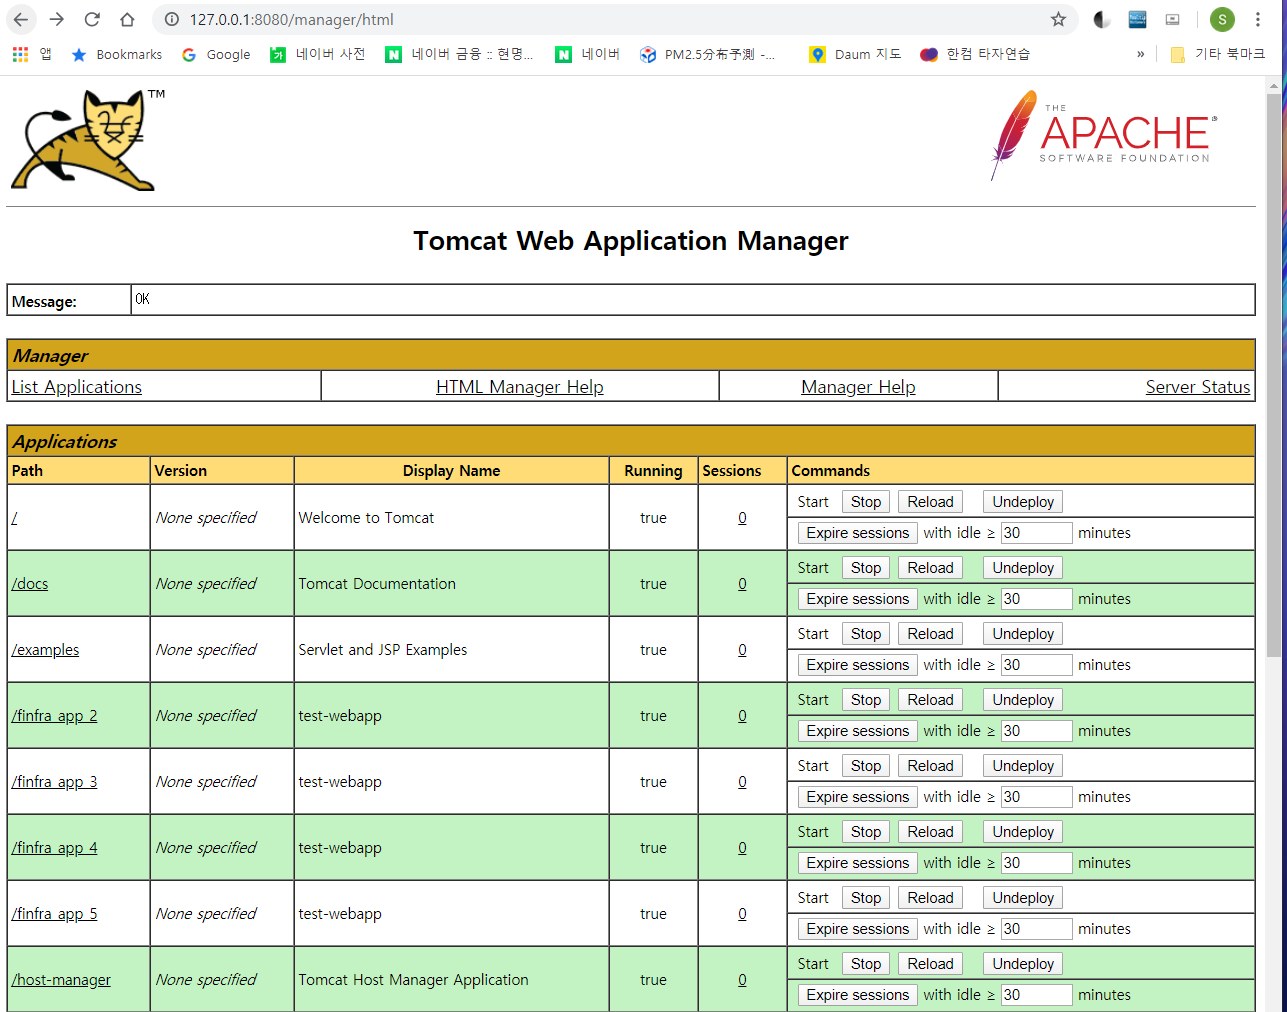 127.0.0.1:8080/manager/html
S
앱 Bookmarks Google 네이버 사전 네이버 금융 :: 현명... 네이버 PM2.5分布予測 -... Daum 지도 한컴 타자연습 » 기타 북마크
TM
THE
APACHE
SOFTWARE FOUNDATION
Tomcat Web Application Manager
Message: OK
Manager
List Applications HTML Manager Help Manager Help Server Status
Applications
Path Version Display Name Running Sessions Commands
/ None specified Welcome to Tomcat true 0 Start Stop Reload Undeploy
Expire sessions with idle ≥ 30 minutes
/docs None specified Tomcat Documentation true 0 Start Stop Reload Undeploy
Expire sessions with idle ≥ 30 minutes
/examples None specified Servlet and JSP Examples true 0 Start Stop Reload Undeploy
Expire sessions with idle ≥ 30 minutes
/finfra_app_2 None specified test-webapp true 0 Start Stop Reload Undeploy
Expire sessions with idle ≥ 30 minutes
/finfra_app_3 None specified test-webapp true 0 Start Stop Reload Undeploy
Expire sessions with idle ≥ 30 minutes
/finfra_app_4 None specified test-webapp true 0 Start Stop Reload Undeploy
Expire sessions with idle ≥ 30 minutes
/finfra_app_5 None specified test-webapp true 0 Start Stop Reload Undeploy
Expire sessions with idle ≥ 30 minutes
/host-manager None specified Tomcat Host Manager Application true 0 Start Stop Reload Undeploy
Expire sessions with idle ≥ 30 minutes